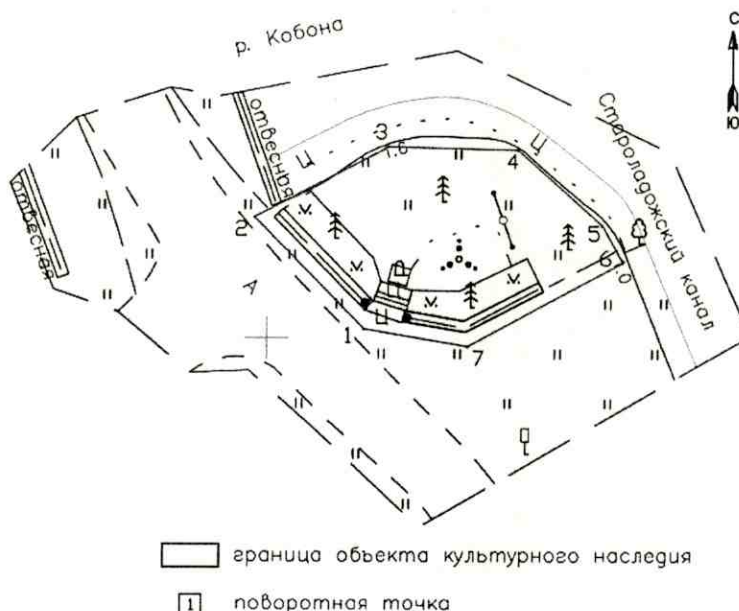 р. Кобона
С
Ю
отвесная
Староладожский канал
отвесная
Ц
3
1.6
4
Ц
2
5
6
.0
А
1
Ц
7
граница объекта культурного наследия
1 поворотная точка